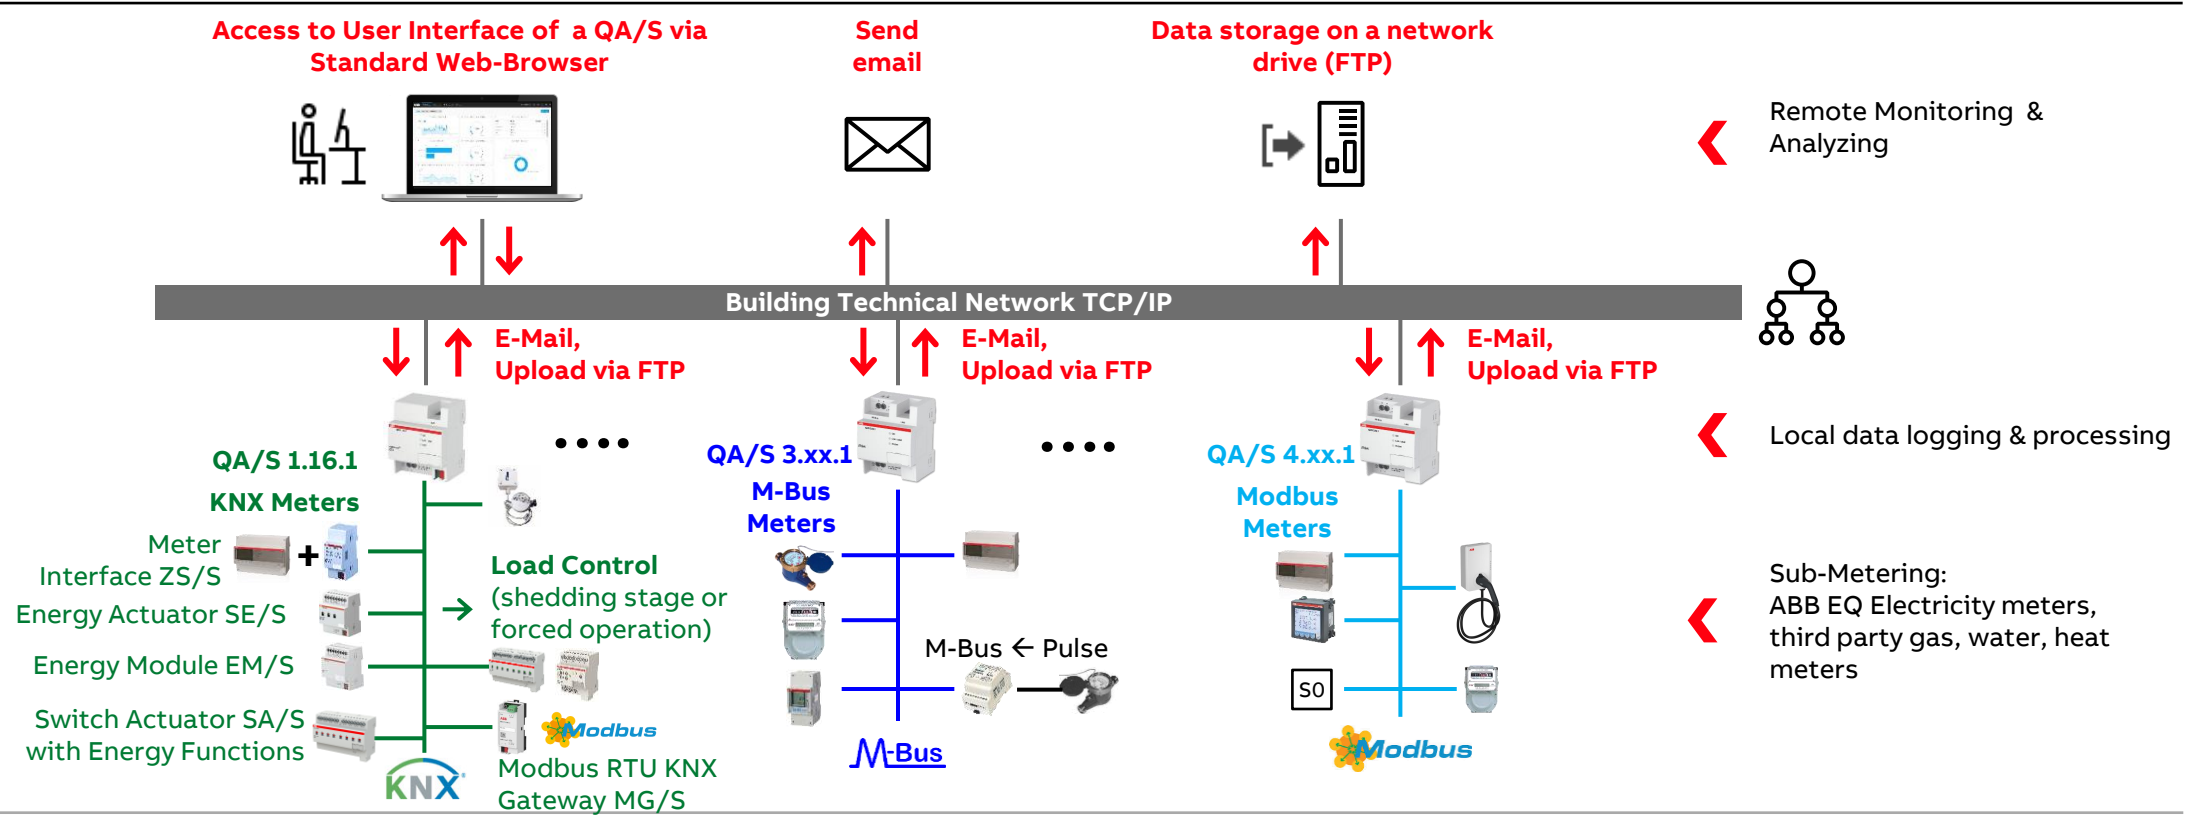 Access to User Interface of a QA/S via
Standard Web-Browser
Send
email
Data storage on a network
drive (FTP)
Remote Monitoring &
Analyzing
Building Technical Network TCP/IP
E-Mail,
Upload via FTP
E-Mail,
Upload via FTP
E-Mail,
Upload via FTP
Local data logging & processing
QA/S 1.16.1
KNX Meters
QA/S 3.xx.1
M-Bus
Meters
QA/S 4.xx.1
Modbus
Meters
Meter
Interface ZS/S
+
Energy Actuator SE/S
Energy Module EM/S
Switch Actuator SA/S
with Energy Functions
Load Control
(shedding stage or
forced operation)
Modbus
Modbus RTU KNX
Gateway MG/S
KNX
M-Bus ← Pulse
M-Bus
S0
Modbus
Sub-Metering:
ABB EQ Electricity meters,
third party gas, water, heat
meters